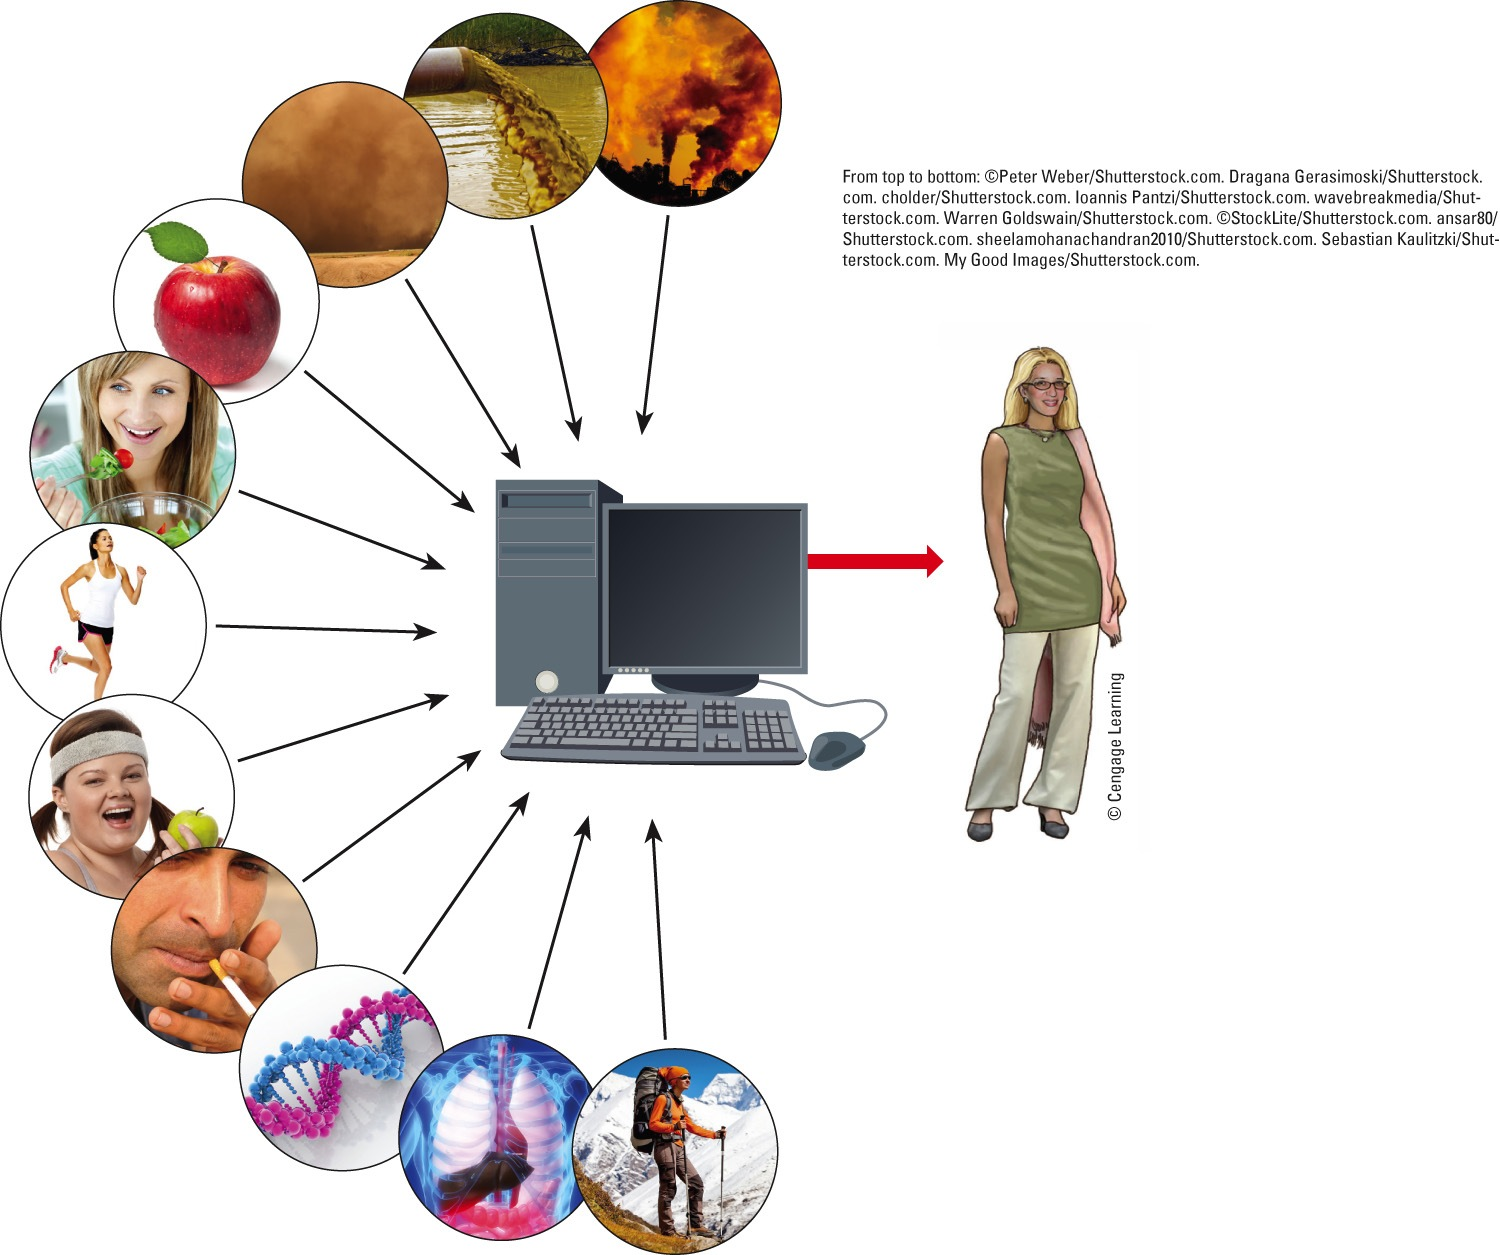 From top to bottom: ©Peter Weber/Shutterstock.com. Dragana Gerasimoski/Shutterstock.
com. cholder/Shutterstock.com. Ioannis Pantzi/Shutterstock.com. wavebreakmedia/Shut-
terstock.com. Warren Goldswain/Shutterstock.com. ©StockLite/Shutterstock.com. ansar80/
Shutterstock.com. sheelamohanachandran2010/Shutterstock.com. Sebastian Kaulitzki/Shut-
terstock.com. My Good Images/Shutterstock.com.
© Cengage Learning